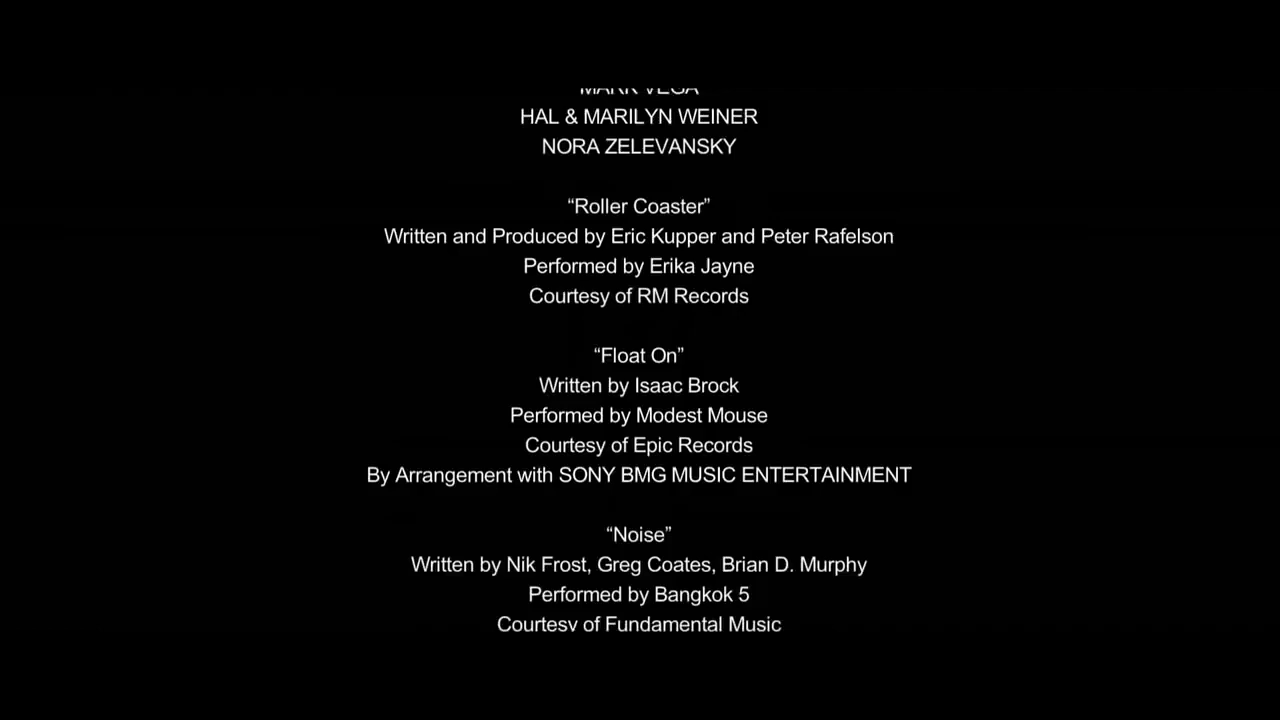 MARK VEGA
HAL & MARILYN WEINER
NORA ZELEVANSKY
“Roller Coaster”
Written and Produced by Eric Kupper and Peter Rafelson
Performed by Erika Jayne
Courtesy of RM Records
“Float On”
Written by Isaac Brock
Performed by Modest Mouse
Courtesy of Epic Records
By Arrangement with SONY BMG MUSIC ENTERTAINMENT
“Noise”
Written by Nik Frost, Greg Coates, Brian D. Murphy
Performed by Bangkok 5
Courtesy of Fundamental Music